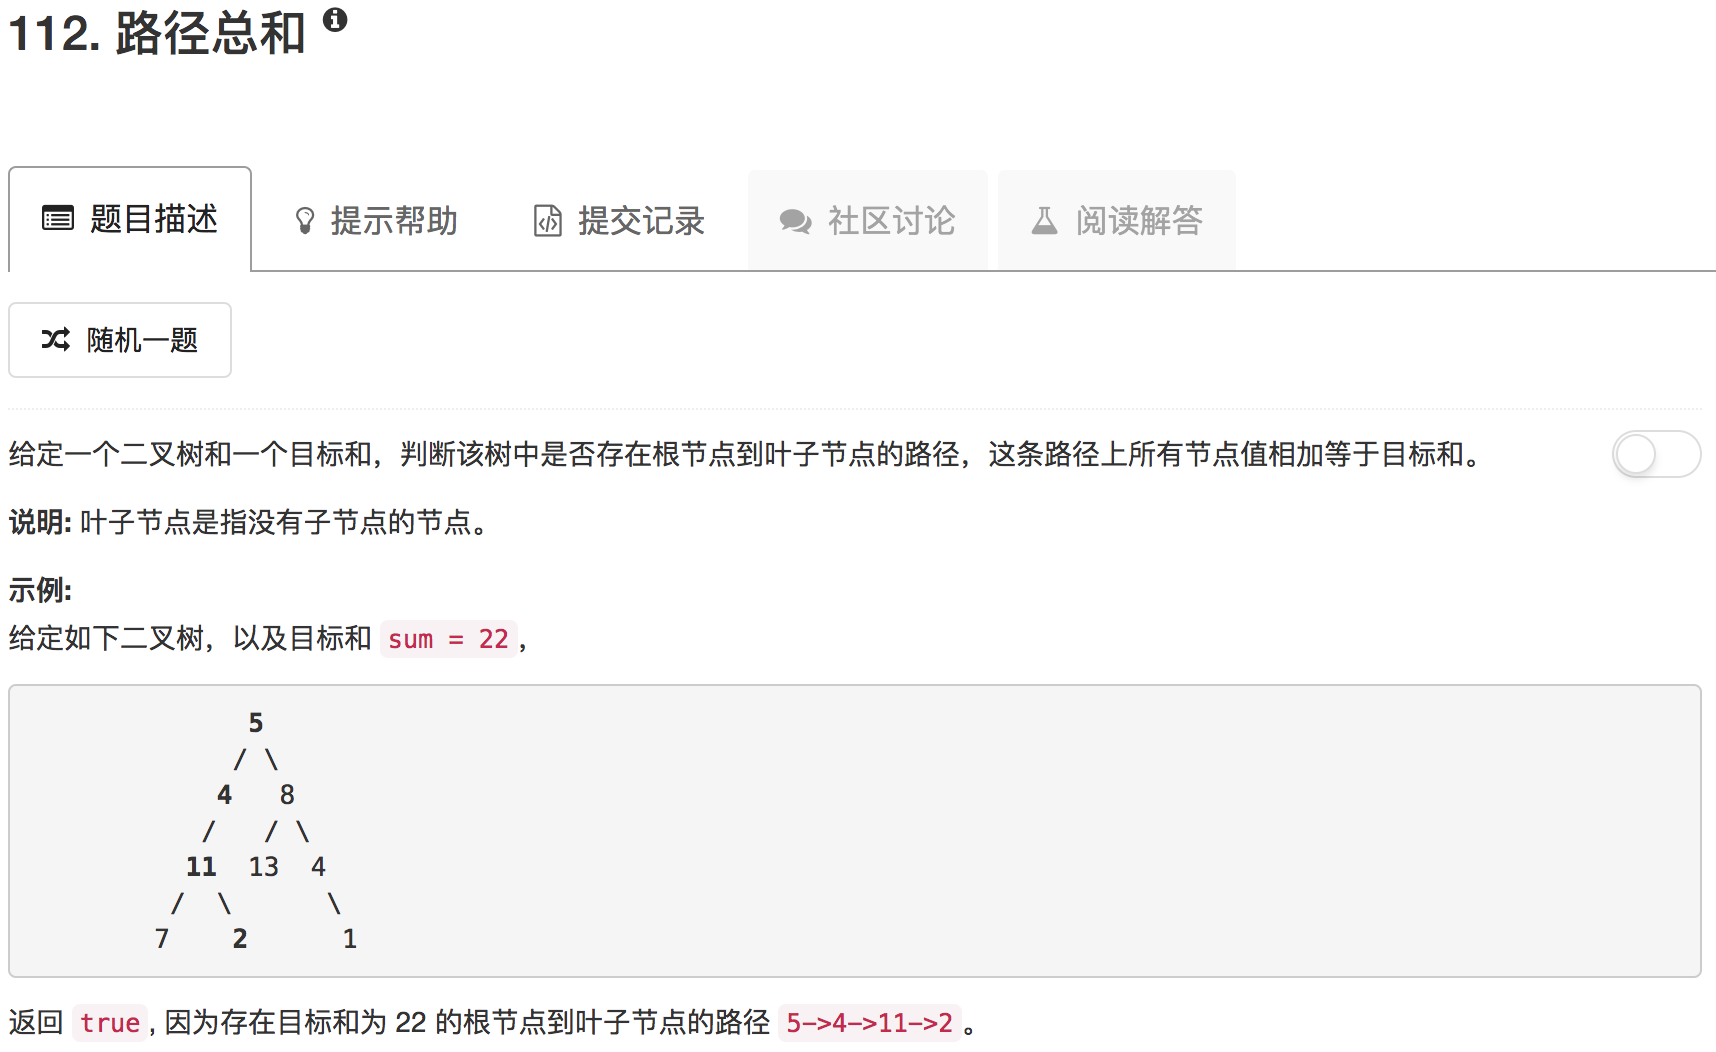 112. 路径总和
题目描述 提示帮助 提交记录 社区讨论 阅读解答
随机一题
给定一个二叉树和一个目标和，判断该树中是否存在根节点到叶子节点的路径，这条路径上所有节点值相加等于目标和。
说明: 叶子节点是指没有子节点的节点。
示例:
给定如下二叉树，以及目标和 sum = 22，
5
/ \
4 8
/ / \
11 13 4
/ \ \
7 2 1
返回 true, 因为存在目标和为 22 的根节点到叶子节点的路径 5->4->11->2。